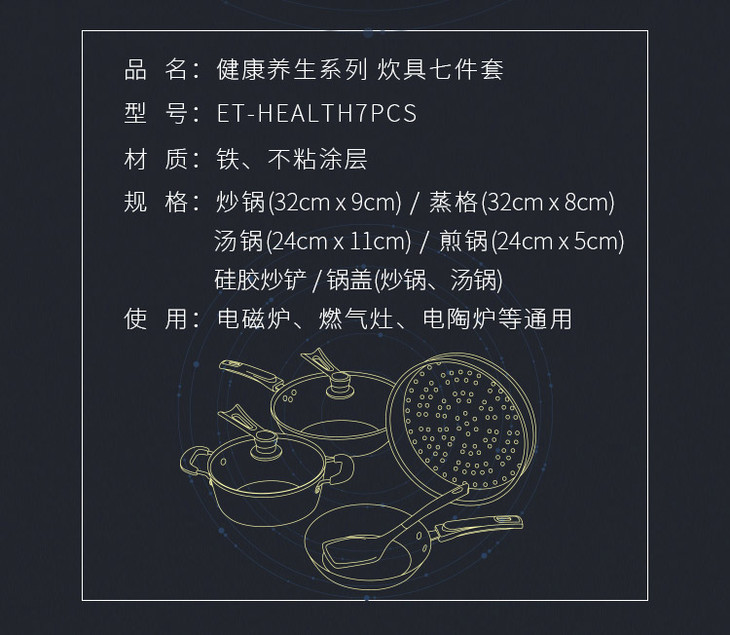 品 名：健康养生系列 炊具七件套
型 号：ET-HEALTH7PCS
材 质：铁、不粘涂层
规 格：炒锅(32cm x 9cm) / 蒸格(32cm x 8cm)
汤锅(24cm x 11cm) / 煎锅(24cm x 5cm)
硅胶炒铲 / 锅盖(炒锅、汤锅)
使 用：电磁炉、燃气灶、电陶炉等通用